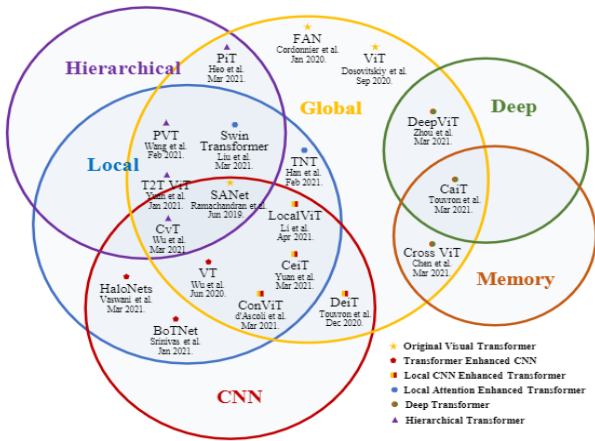 FAN
Cordonnier et al.
Jan 2020.
ViT
Dosovitskiy et al.
Sep 2020.
PiT
Heo et al.
Mar 2021.
Hierarchical
Global
Deep
DeepViT
Zhou et al.
Mar 2021.
PVT
Wang et al.
Feb 2021.
Swin
Transformer
Liu et al.
Mar 2021.
Local
TNT
Han et al.
Feb 2021.
T2T ViT
Yuan et al.
Jan 2021.
SANet
Ramachandran et al.
Jun 2019.
CaiT
Touvron et al.
Mar 2021.
LocalViT
Li et al.
Apr 2021.
CvT
Wu et al.
Mar 2021.
Cross ViT
Chen et al.
Mar 2021.
Memory
CeiT
Yuan et al.
Mar 2021.
VT
Wu et al.
Jun 2020.
HaloNets
Vaswani et al.
Mar 2021.
ConViT
d'Ascoli et al.
Mar 2021.
DeiT
Touvron et al.
Dec 2020.
BoTNet
Srinivas et al.
Jan 2021.
CNN
Original Visual Transformer
Transformer Enhanced CNN
Local CNN Enhanced Transformer
Local Attention Enhanced Transformer
Deep Transformer
Hierarchical Transformer